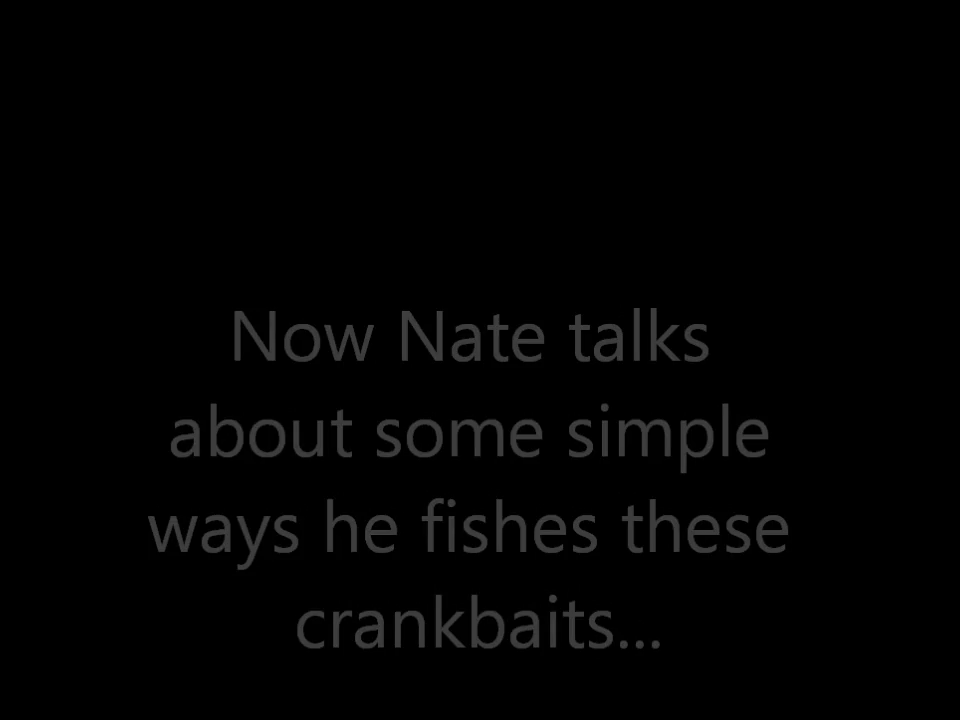 Now Nate talks
about some simple
ways he fishes these
crankbaits...